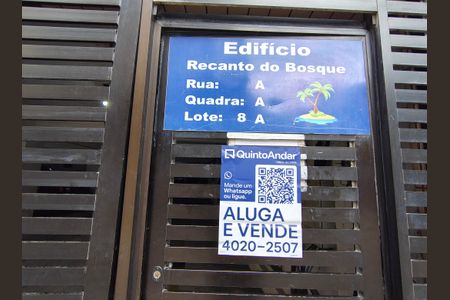 Edifício
Recanto do Bosque
Rua: A
Quadra: A
Lote: 8 A
QuintoAndar
Mande um
Whatsapp
ou ligue.
ALUGA
E VENDE
4020-2507